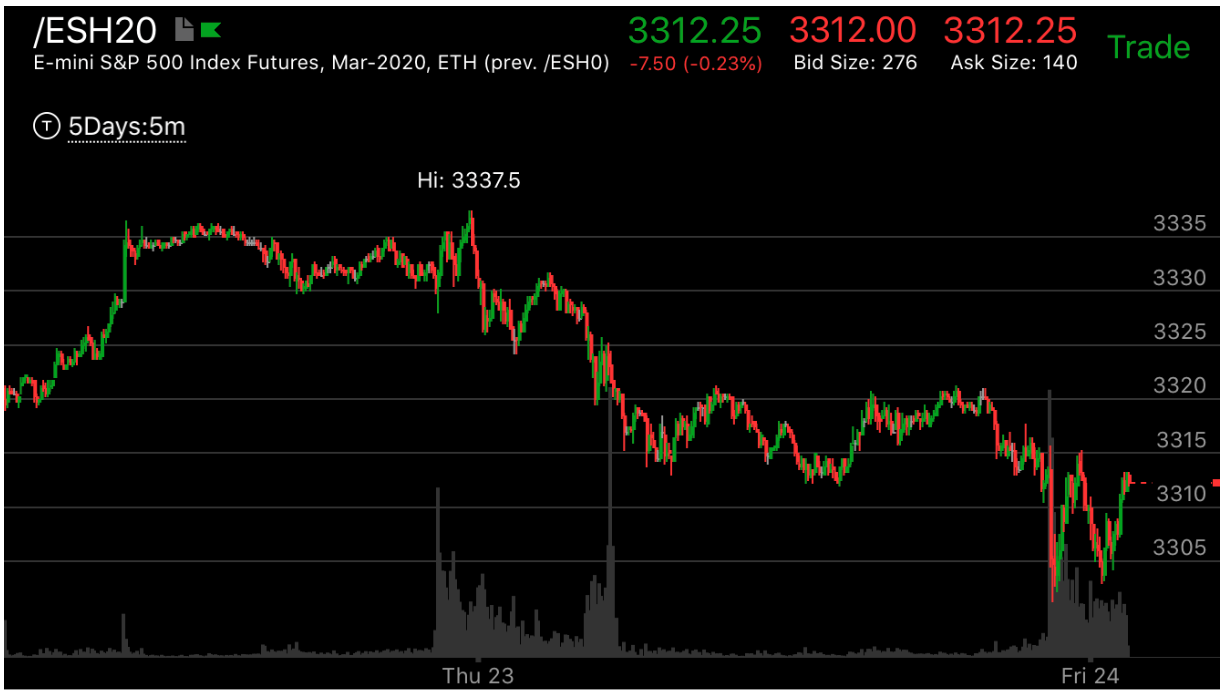 /ESH20 3312.25 3312.00 3312.25 Trade
E-mini S&P 500 Index Futures, Mar-2020, ETH (prev. /ESH0) -7.50 (-0.23%) Bid Size: 276 Ask Size: 140
T 5Days:5m
Hi: 3337.5
3335
3330
3325
3320
3315
3310
3305
Thu 23 Fri 24